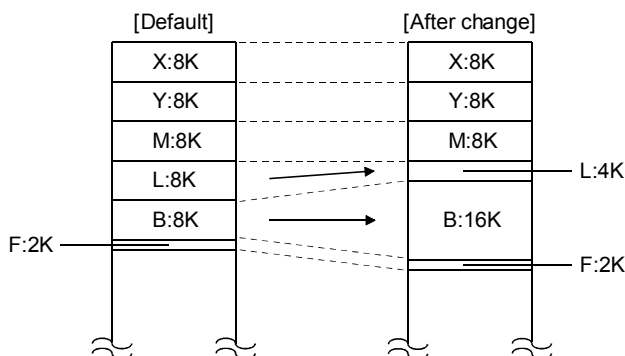 [Default]
[After change]
X:8K
X:8K
Y:8K
Y:8K
M:8K
M:8K
L:8K
L:4K
B:8K
B:16K
F:2K
F:2K